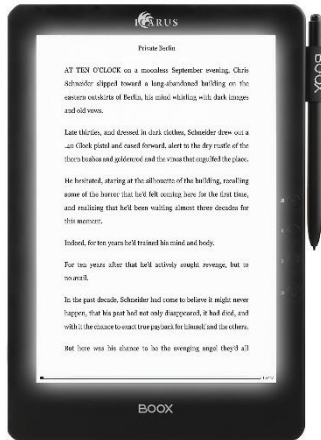 ICARUS
Private Berlin
AT TEN O'CLOCK on a moonless September evening, Chris
Schneider slipped toward a long-abandoned building on the
eastern outskirts of Berlin, his mind whirling with dark images
and old vows.
Late thirties, and dressed in dark clothes, Schneider drew out a
.40 Glock pistol and eased forward, alert to the dry rustle of the
thorn bushes and goldenrod and the vines that engulfed the place.
He hesitated, staring at the silhouette of the building, recalling
some of the horror that he'd felt coming here for the first time,
and realizing that he'd been waiting almost three decades for
this moment.
Indeed, for ten years he'd trained his mind and body.
For ten years after that he'd actively sought revenge, but to
no avail.
In the past decade, Schneider had come to believe it might never
happen, that his past had not only disappeared, it had died, and
with it the chance to exact true payback for himself and the others.
But here was his chance to be the avenging angel they'd all
BOOX
BOOX